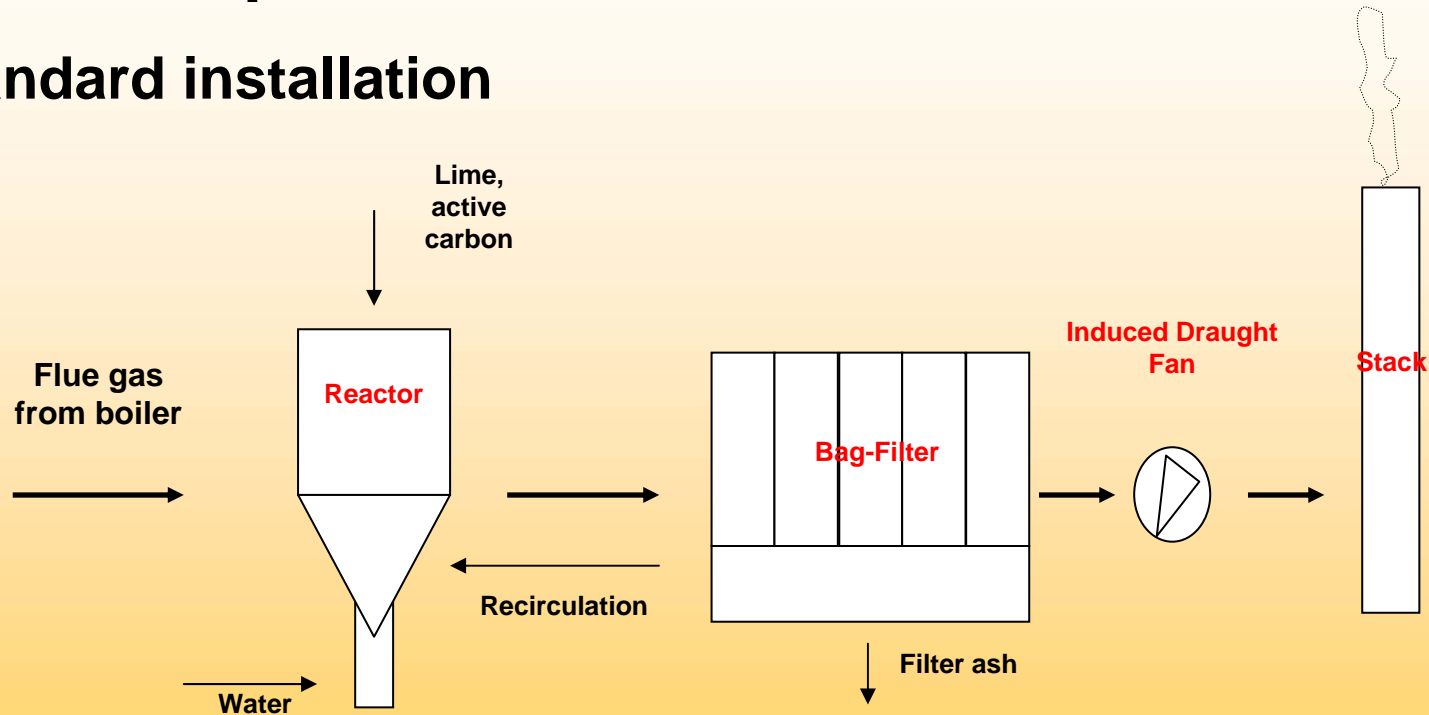 ndard installation
Lime,
active
carbon
Induced Draught
Fan
Stack
Flue gas
from boiler
Reactor
Bag-Filter
Recirculation
Filter ash
Water